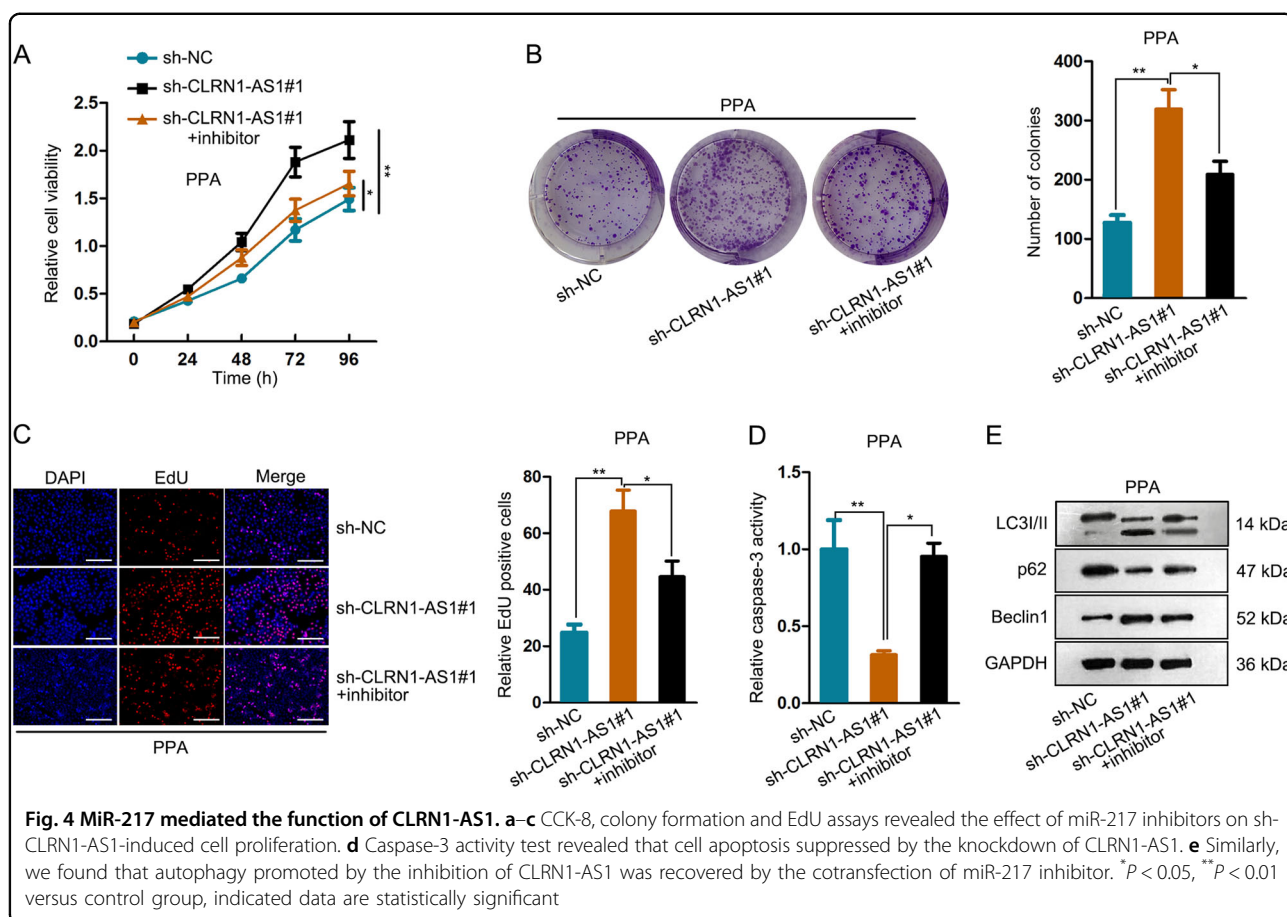 A
sh-NC
sh-CLRN1-AS1#1
sh-CLRN1-AS1#1
+inhibitor
PPA
Relative cell viability
2.5
2.0
1.5
1.0
0.5
0.0
0 24 48 72 96
Time (h)
*
**
B
PPA
sh-NC
sh-CLRN1-AS1#1
sh-CLRN1-AS1#1
+inhibitor
PPA
Number of colonies
400
300
200
100
0
** *
sh-NC
sh-CLRN1-AS1#1
sh-CLRN1-AS1#1
+inhibitor
C
DAPI EdU Merge
sh-NC
sh-CLRN1-AS1#1
sh-CLRN1-AS1#1
+inhibitor
PPA
PPA
Relative EdU positive cells
80
60
40
20
0
** *
sh-NC
sh-CLRN1-AS1#1
sh-CLRN1-AS1#1
+inhibitor
D
PPA
Relative caspase-3 activity
1.5
1.0
0.5
0.0
** *
sh-NC
sh-CLRN1-AS1#1
sh-CLRN1-AS1#1
+inhibitor
E
PPA
LC3I/II 14 kDa
p62 47 kDa
Beclin1 52 kDa
GAPDH 36 kDa
sh-NC
sh-CLRN1-AS1#1
sh-CLRN1-AS1#1
+inhibitor
Fig. 4 MiR-217 mediated the function of CLRN1-AS1. a–c CCK-8, colony formation and EdU assays revealed the effect of miR-217 inhibitors on sh-
CLRN1-AS1-induced cell proliferation. d Caspase-3 activity test revealed that cell apoptosis suppressed by the knockdown of CLRN1-AS1. e Similarly,
we found that autophagy promoted by the inhibition of CLRN1-AS1 was recovered by the cotransfection of miR-217 inhibitor. *P < 0.05, **P < 0.01
versus control group, indicated data are statistically significant